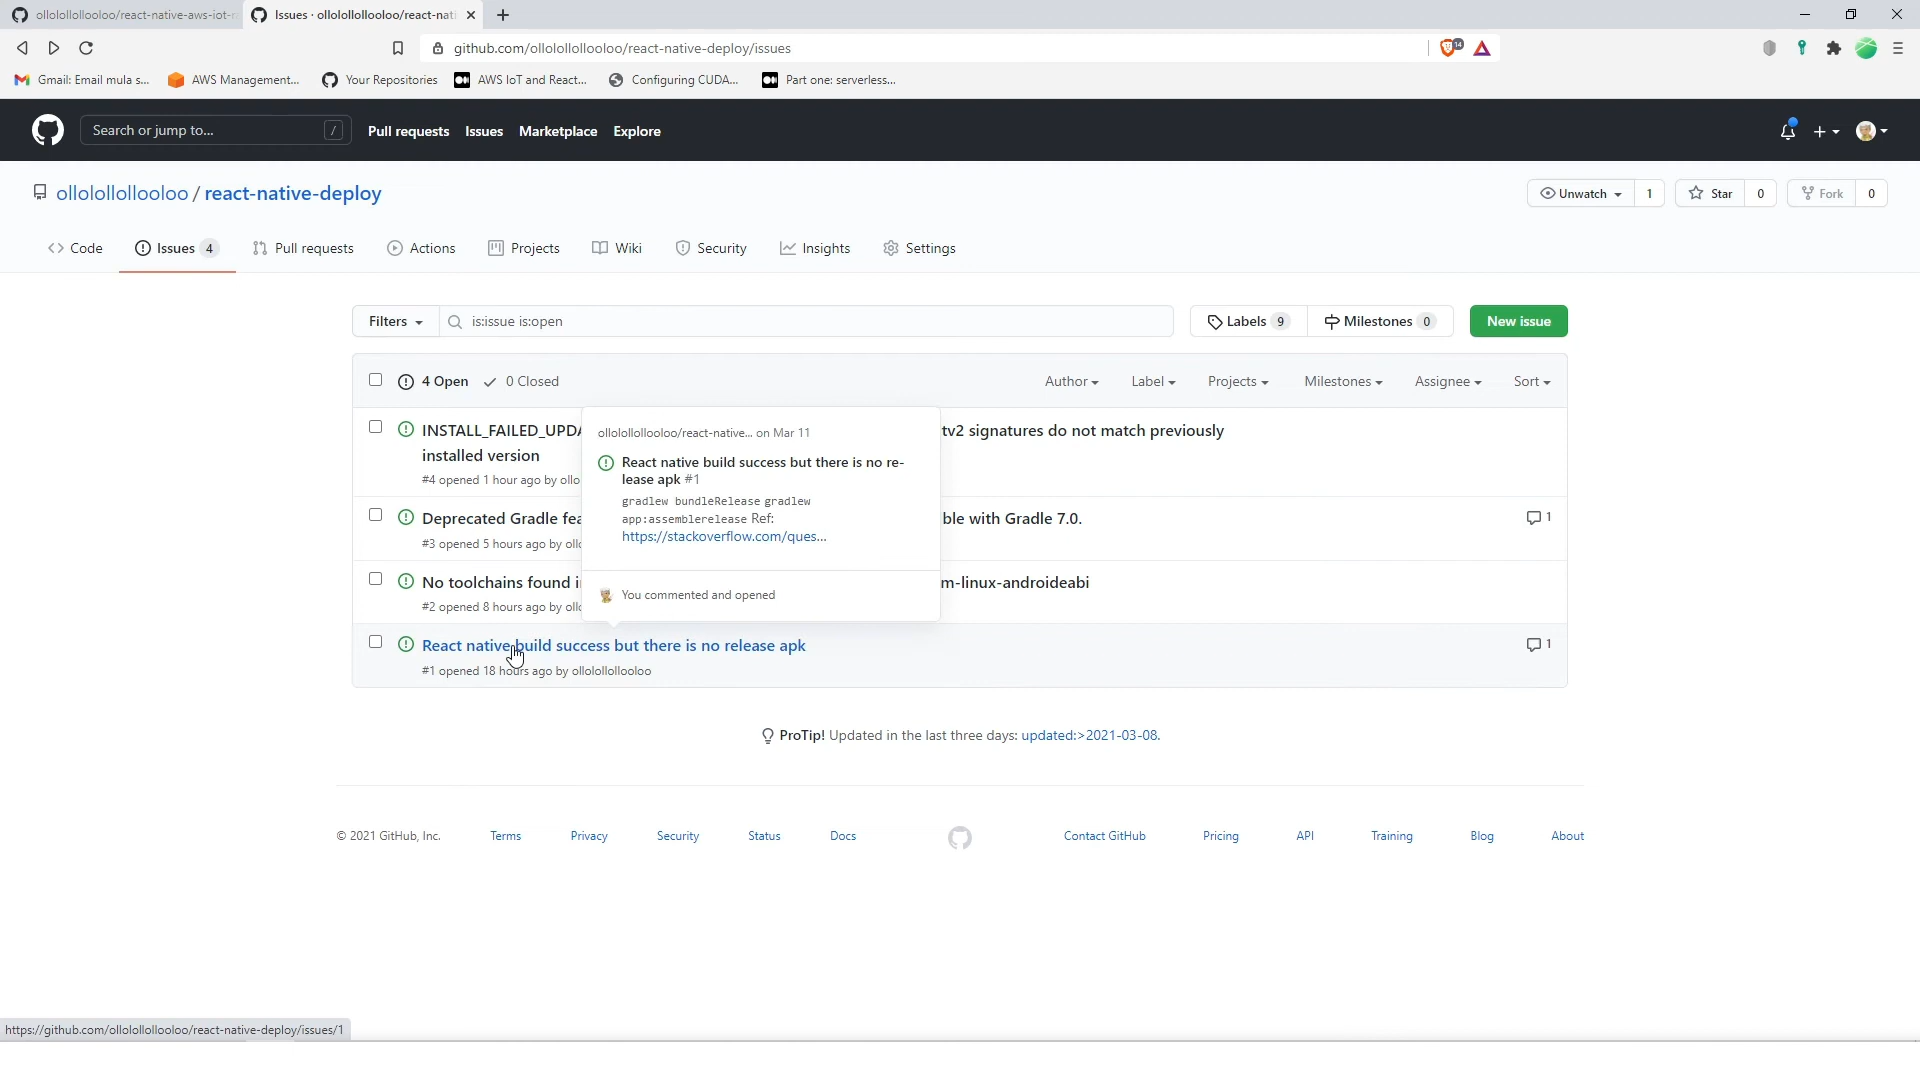 ollolollollooloo/react-native-aws-iot-r
Issues · ollolollollooloo/react-nati
github.com/ollolollollooloo/react-native-deploy/issues
14
Gmail: Email mula s...
AWS Management...
Your Repositories
AWS IoT and React...
Configuring CUDA...
Part one: serverless...
Search or jump to...
/
Pull requests
Issues
Marketplace
Explore
ollolollollooloo / react-native-deploy
Unwatch 1
Star 0
Fork 0
Code
Issues 4
Pull requests
Actions
Projects
Wiki
Security
Insights
Settings
Filters
is:issue is:open
Labels 9
Milestones 0
New issue
4 Open
0 Closed
Author
Label
Projects
Milestones
Assignee
Sort
INSTALL_FAILED_UPDA
tv2 signatures do not match previously
installed version
#4 opened 1 hour ago by ollo
Deprecated Gradle fea
ble with Gradle 7.0.
1
#3 opened 5 hours ago by ollo
No toolchains found i
m-linux-androideabi
#2 opened 8 hours ago by ollo
ollolollollooloo/react-native... on Mar 11
React native build success but there is no re-
lease apk #1
gradlew bundleRelease gradlew
app:assemblerelease Ref:
https://stackoverflow.com/ques...
You commented and opened
React native build success but there is no release apk
1
#1 opened 18 hours ago by ollolollollooloo
ProTip! Updated in the last three days: updated:>2021-03-08.
© 2021 GitHub, Inc.
Terms
Privacy
Security
Status
Docs
Contact GitHub
Pricing
API
Training
Blog
About
https://github.com/ollolollollooloo/react-native-deploy/issues/1